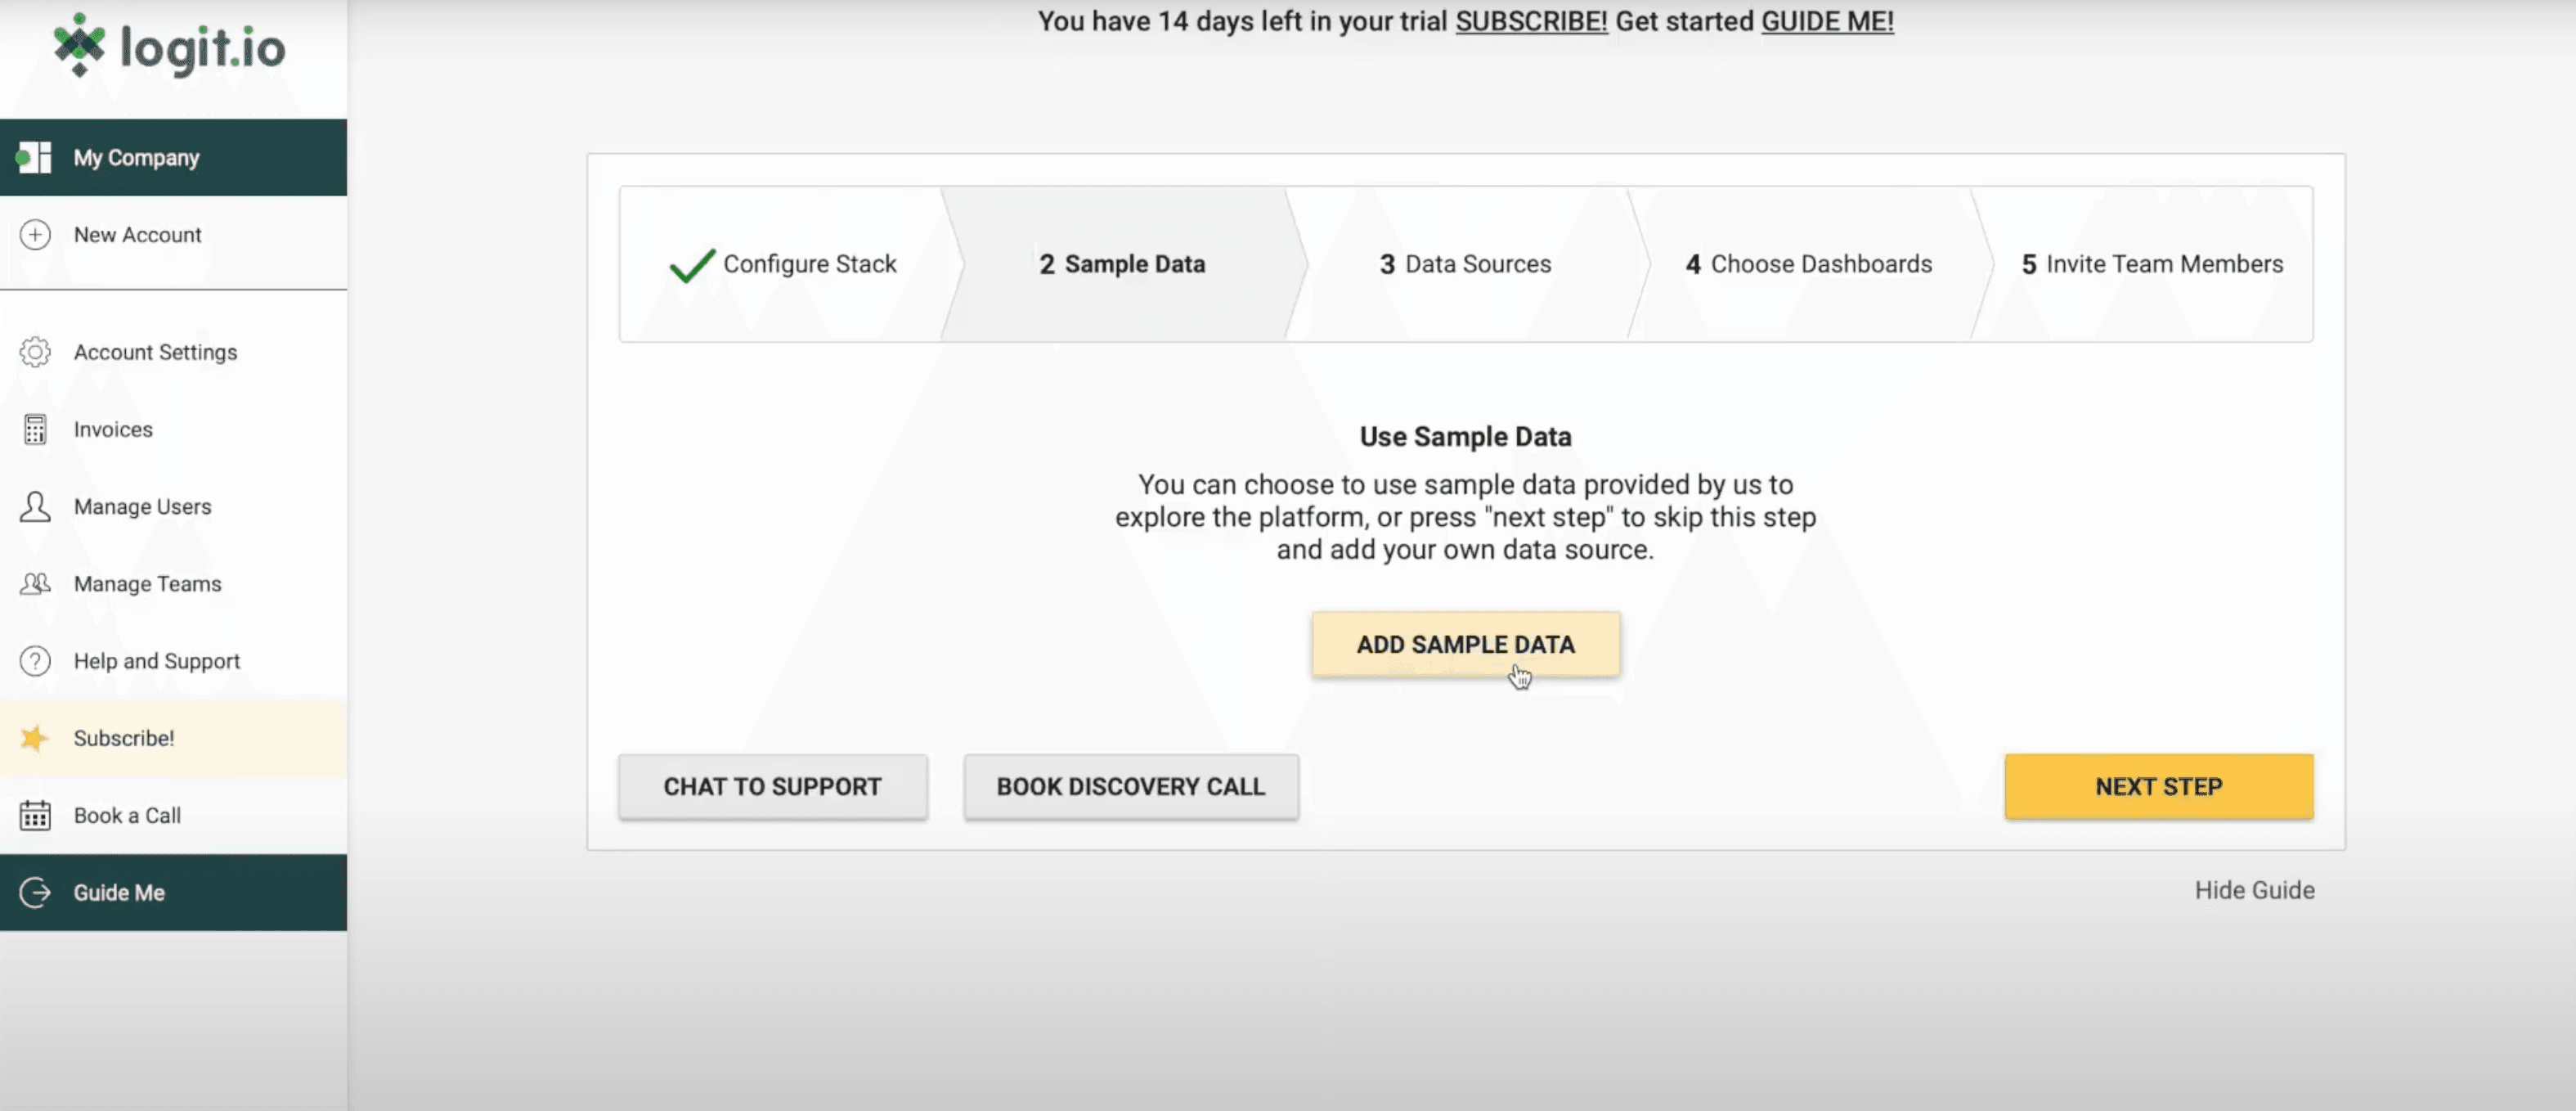 logit.io
You have 14 days left in your trial SUBSCRIBE! Get started GUIDE ME!
My Company
New Account
Account Settings
Invoices
Manage Users
Manage Teams
Help and Support
Subscribe!
Book a Call
Guide Me
Configure Stack
2 Sample Data
3 Data Sources
4 Choose Dashboards
5 Invite Team Members
Use Sample Data
You can choose to use sample data provided by us to
explore the platform, or press "next step" to skip this step
and add your own data source.
ADD SAMPLE DATA
CHAT TO SUPPORT
BOOK DISCOVERY CALL
NEXT STEP
Hide Guide